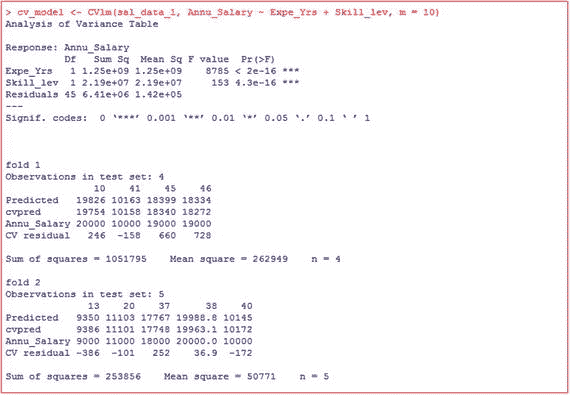 > cv_model <- CVlm(sal_data_1, Annu_Salary ~ Expe_Yrs + Skill_lev, m = 10)
Analysis of Variance Table
Response: Annu_Salary
Df Sum Sq Mean Sq F value Pr(>F)
Expe_Yrs 1 1.25e+09 1.25e+09 8785 < 2e-16 ***
Skill_lev 1 2.19e+07 2.19e+07 153 4.3e-16 ***
Residuals 45 6.41e+06 1.42e+05
---
Signif. codes: 0 ‘***’ 0.001 ‘**’ 0.01 ‘*’ 0.05 ‘.’ 0.1 ‘ ’ 1
fold 1
Observations in test set: 4
10 41 45 46
Predicted 19826 10163 18399 18334
cvpred 19754 10158 18340 18272
Annu_Salary 20000 10000 19000 19000
CV residual 246 -158 660 728
Sum of squares = 1051795 Mean square = 262949 n = 4
fold 2
Observations in test set: 5
13 20 37 38 40
Predicted 9350 11103 17767 19988.8 10145
cvpred 9386 11101 17748 19963.1 10172
Annu_Salary 9000 11000 18000 20000.0 10000
CV residual -386 -101 252 36.9 -172
Sum of squares = 253856 Mean square = 50771 n = 5